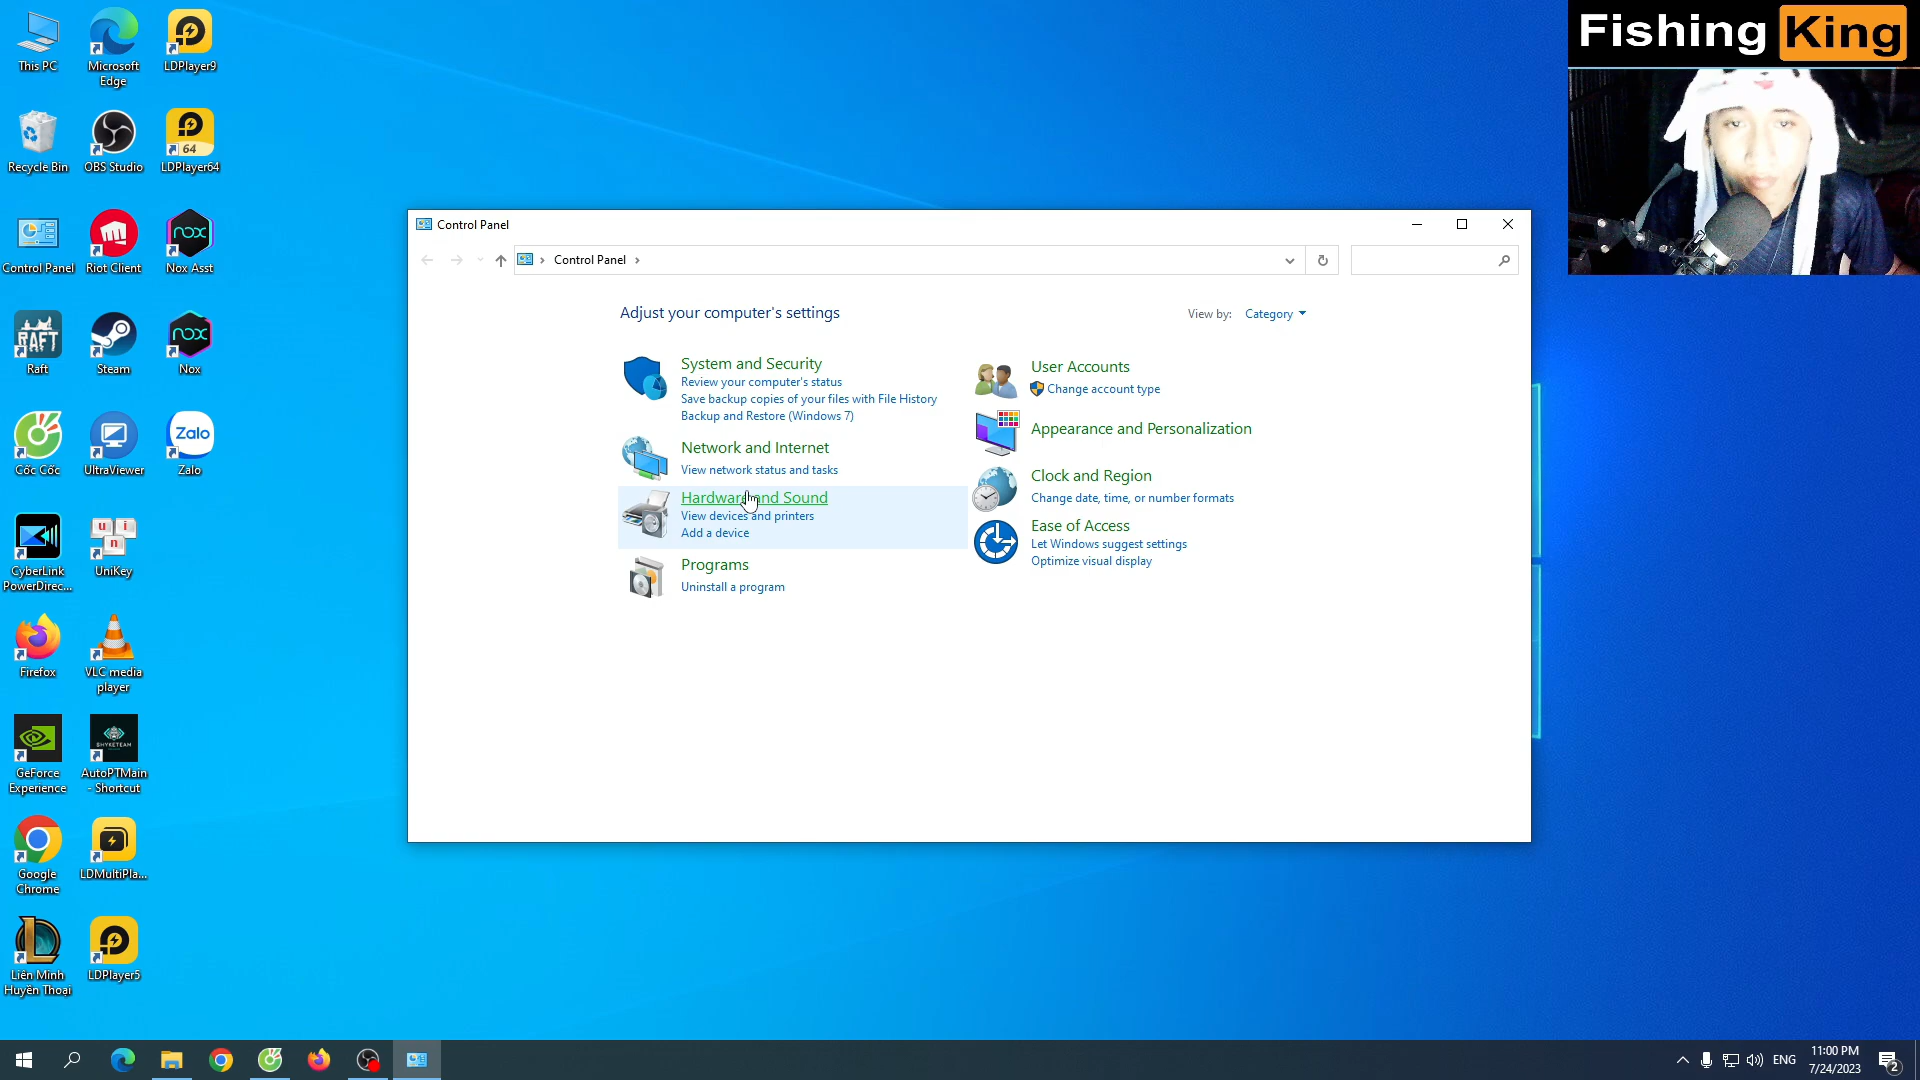 This PC
Microsoft
Edge
LDPlayer9
Recycle Bin
OBS Studio
64
LDPlayer64
Control Panel
Riot Client
nox
Nox Asst
RAFT
Raft
Steam
nox
Nox
Cốc Cốc
UltraViewer
Zalo
Zalo
CyberLink
PowerDirec...
u i
n
UniKey
Firefox
VLC media
player
GeForce
Experience
SHYKETEAM
AutoPTMain
- Shortcut
Google
Chrome
LDMultiPla...
Liên Minh
Huyền Thoại
LDPlayer5
Fishing King
Control Panel
Control Panel
Adjust your computer's settings
View by: Category
System and Security
Review your computer's status
Save backup copies of your files with File History
Backup and Restore (Windows 7)
Network and Internet
View network status and tasks
Hardware and Sound
View devices and printers
Add a device
Programs
Uninstall a program
User Accounts
Change account type
Appearance and Personalization
Clock and Region
Change date, time, or number formats
Ease of Access
Let Windows suggest settings
Optimize visual display
ENG
11:00 PM
7/24/2023
2